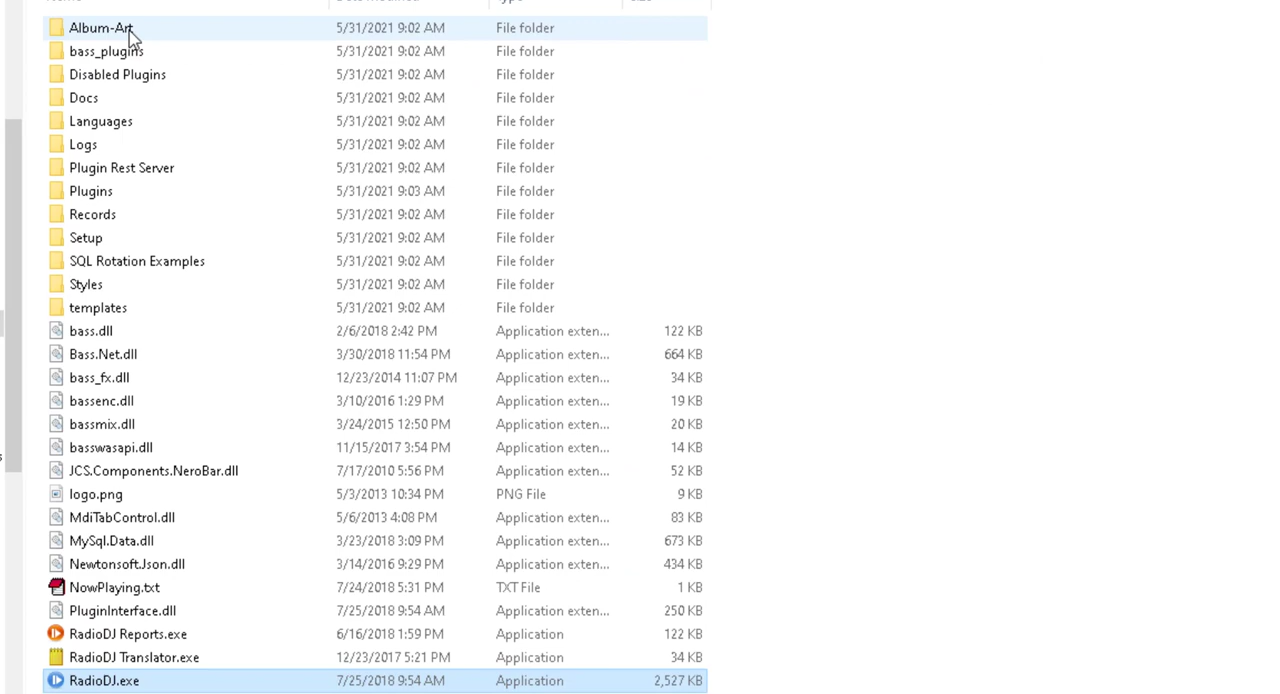 Album-Art 5/31/2021 9:02 AM File folder
bass_plugins 5/31/2021 9:02 AM File folder
Disabled Plugins 5/31/2021 9:02 AM File folder
Docs 5/31/2021 9:02 AM File folder
Languages 5/31/2021 9:02 AM File folder
Logs 5/31/2021 9:02 AM File folder
Plugin Rest Server 5/31/2021 9:02 AM File folder
Plugins 5/31/2021 9:03 AM File folder
Records 5/31/2021 9:02 AM File folder
Setup 5/31/2021 9:02 AM File folder
SQL Rotation Examples 5/31/2021 9:02 AM File folder
Styles 5/31/2021 9:02 AM File folder
templates 5/31/2021 9:02 AM File folder
bass.dll 2/6/2018 2:42 PM Application exten... 122 KB
Bass.Net.dll 3/30/2018 11:54 PM Application exten... 664 KB
bass_fx.dll 12/23/2014 11:07 PM Application exten... 34 KB
bassenc.dll 3/10/2016 1:29 PM Application exten... 19 KB
bassmix.dll 3/24/2015 12:50 PM Application exten... 20 KB
basswasapi.dll 11/15/2017 3:54 PM Application exten... 14 KB
JCS.Components.NeroBar.dll 7/17/2010 5:56 PM Application exten... 52 KB
logo.png 5/3/2013 10:34 PM PNG File 9 KB
MdiTabControl.dll 5/6/2013 4:08 PM Application exten... 83 KB
MySql.Data.dll 3/23/2018 3:09 PM Application exten... 673 KB
Newtonsoft.Json.dll 3/14/2016 9:29 PM Application exten... 434 KB
NowPlaying.txt 7/24/2018 5:31 PM TXT File 1 KB
PluginInterface.dll 7/25/2018 9:54 AM Application exten... 250 KB
RadioDJ Reports.exe 6/16/2018 1:59 PM Application 122 KB
RadioDJ Translator.exe 12/23/2017 5:21 PM Application 34 KB
RadioDJ.exe 7/25/2018 9:54 AM Application 2,527 KB